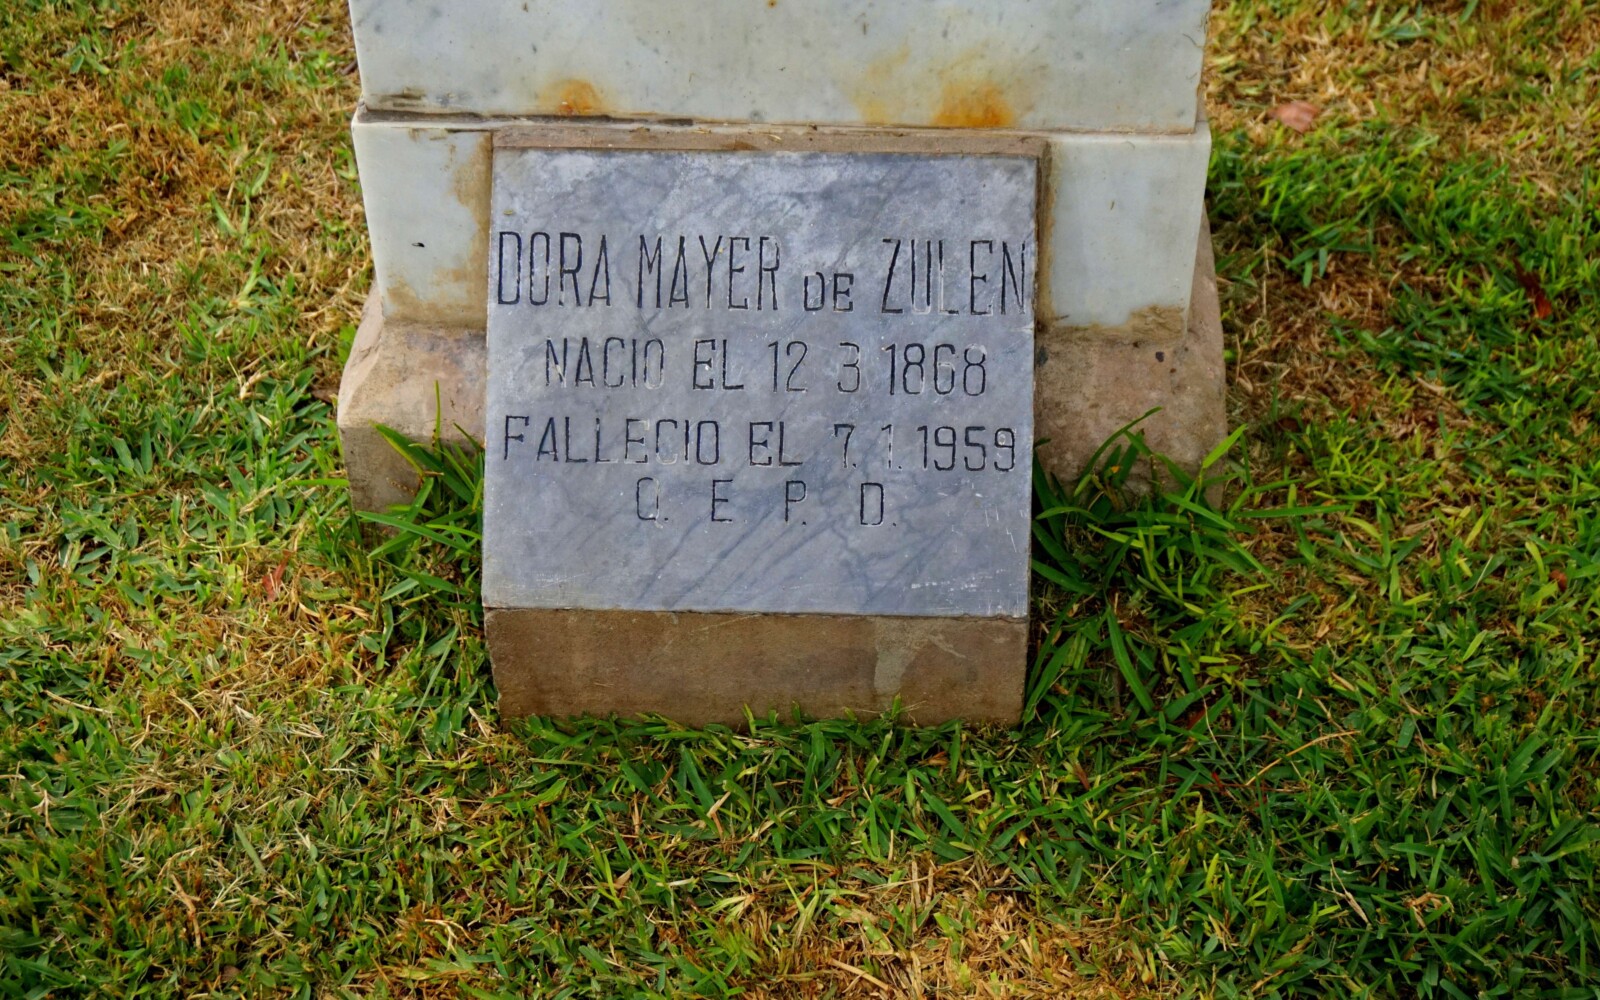 DORA MAYER DE ZULEN
NACIO EL 12 3 1868
FALLECIO EL 7.1.1959
Q. E. P. D.